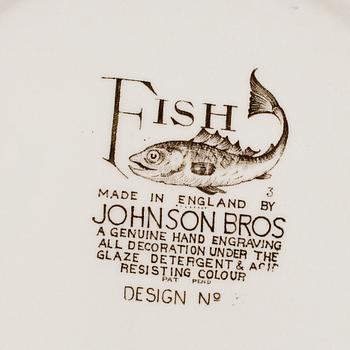 FISH
3
MADE IN ENGLAND BY
JOHNSON BROS
A GENUINE HAND ENGRAVING
ALL DECORATION UNDER THE
GLAZE DETERGENT & ACID
RESISTING COLOUR
PAT PEND
DESIGN Nº